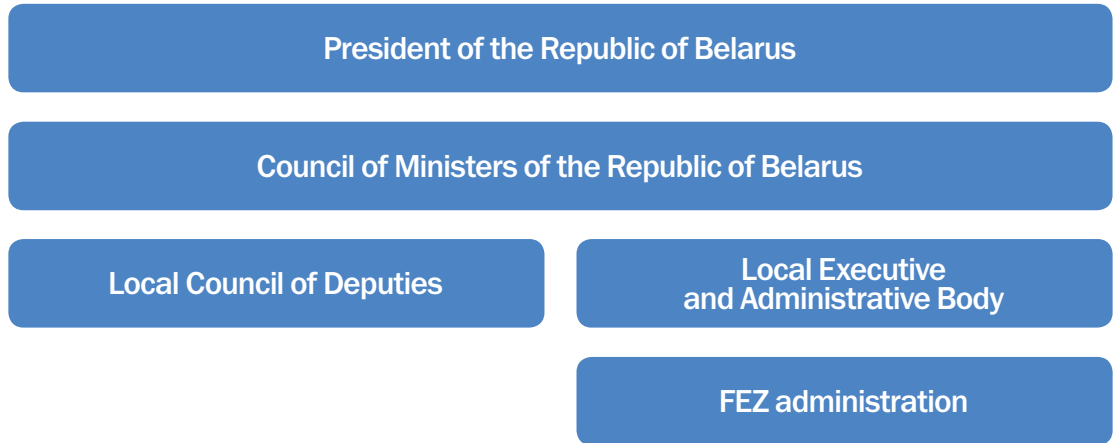 President of the Republic of Belarus
Council of Ministers of the Republic of Belarus
Local Council of Deputies
Local Executive
and Administrative Body
FEZ administration